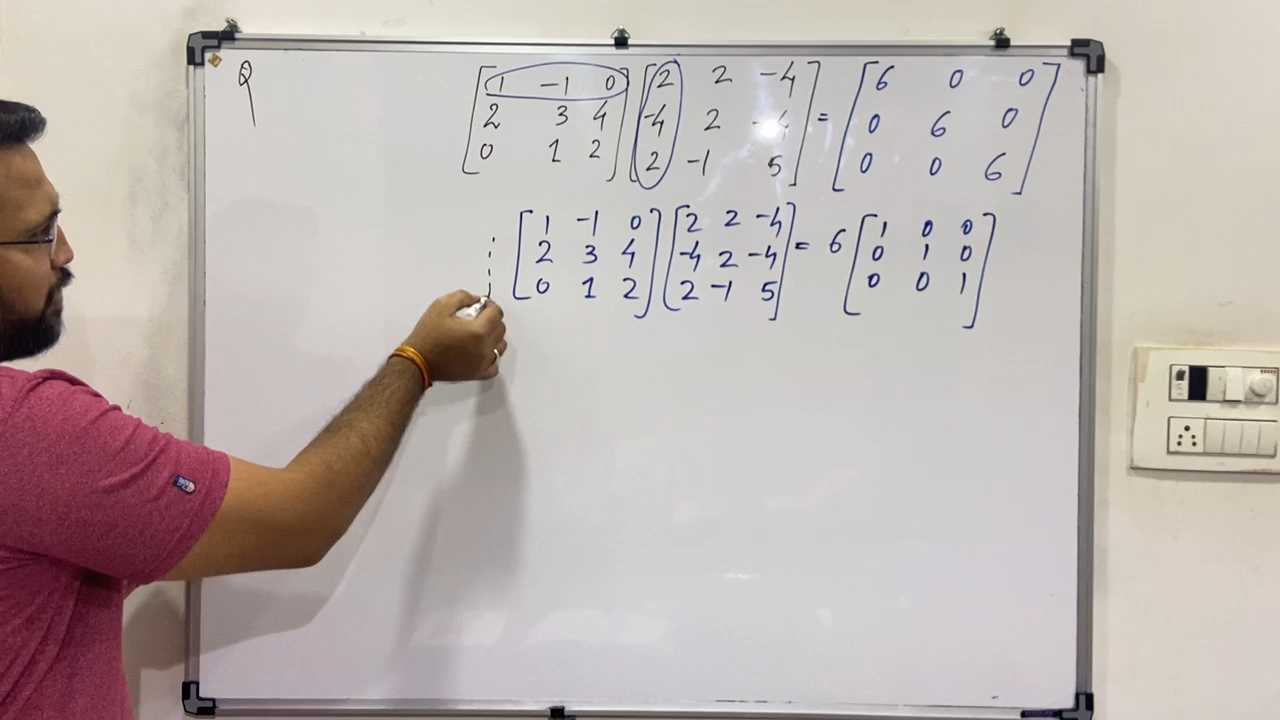 Q
[1 -1 0] [2 2 -4] = [6 0 0]
[2 3 4] [-4 2 -4] [0 6 0]
[0 1 2] [2 -1 5] [0 0 6]
[1 -1 0] [2 2 -4] = 6 [1 0 0]
[2 3 4] [-4 2 -4] [0 1 0]
[0 1 2] [2 -1 5] [0 0 1]